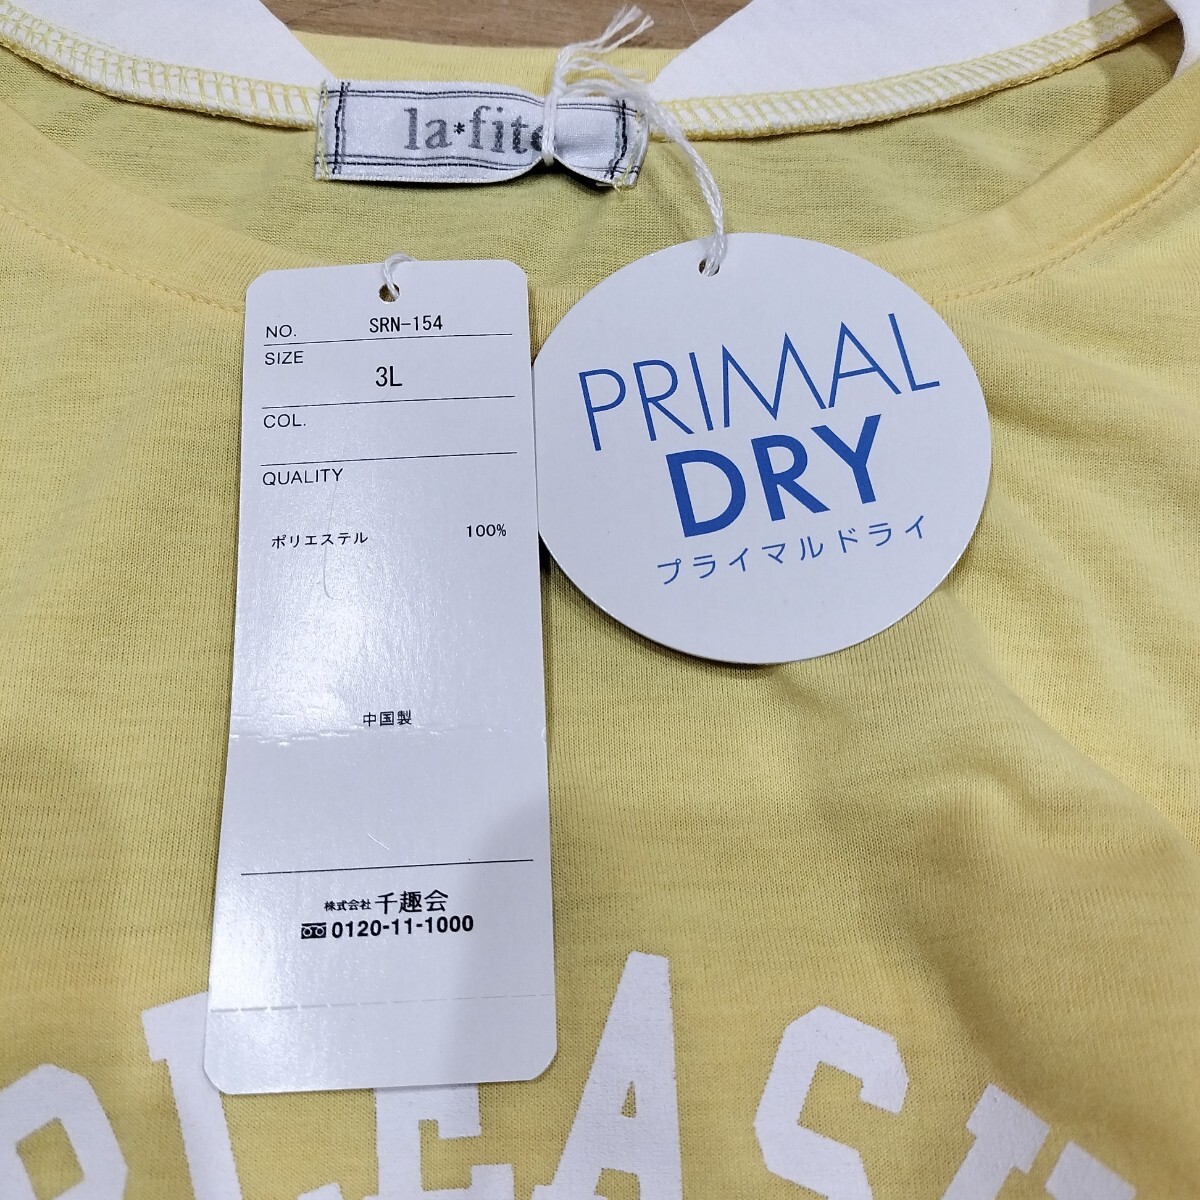 la*fite
NO. SRN-154
SIZE
3L
COL.
QUALITY
ポリエステル 100%
中国製
株式会社 千趣会
0120-11-1000
PRIMAL
DRY
プライマルドライ
PLEASU